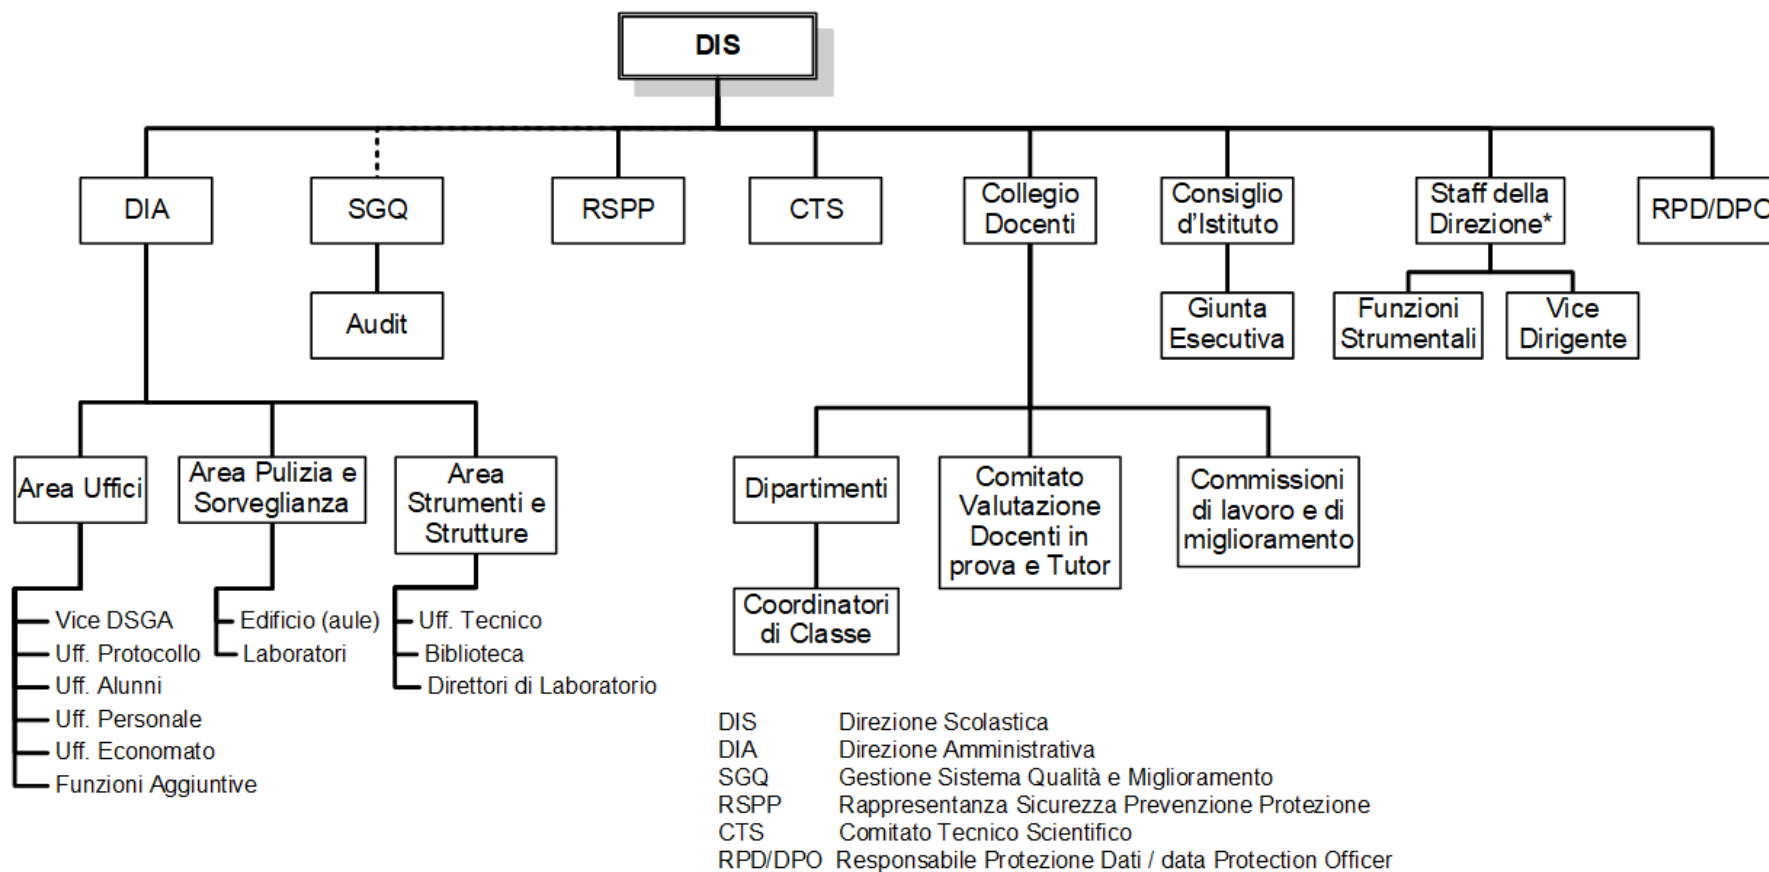 DIS
DIA
SGQ
RSPP
CTS
Collegio
Docenti
Consiglio
d'Istituto
Staff della
Direzione*
RPD/DPO
Audit
Giunta
Esecutiva
Funzioni
Strumentali
Vice
Dirigente
Area Uffici
Area Pulizia e
Sorveglianza
Area
Strumenti e
Strutture
Dipartimenti
Comitato
Valutazione
Docenti in
prova e Tutor
Commissioni
di lavoro e di
miglioramento
Coordinatori
di Classe
Vice DSGA
Uff. Protocollo
Uff. Alunni
Uff. Personale
Uff. Economato
Funzioni Aggiuntive
Edificio (aule)
Laboratori
Uff. Tecnico
Biblioteca
Direttori di Laboratorio
DIS Direzione Scolastica
DIA Direzione Amministrativa
SGQ Gestione Sistema Qualità e Miglioramento
RSPP Rappresentanza Sicurezza Prevenzione Protezione
CTS Comitato Tecnico Scientifico
RPD/DPO Responsabile Protezione Dati / data Protection Officer